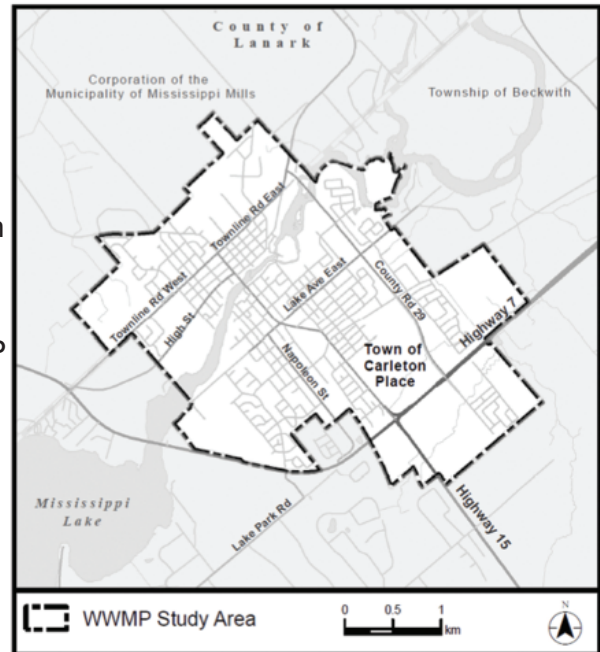 County of
Lanark
Corporation of the
Municipality of Mississippi Mills
Township of Beckwith
Townline Rd East
Townline Rd West
High St
Lake Ave East
County Rd 29
Highway 7
Napoleon St
Town of
Carleton
Place
Mississippi
Lake
Lake Park Rd
Highway 15
WWMP Study Area
0 0.5 1
km
N